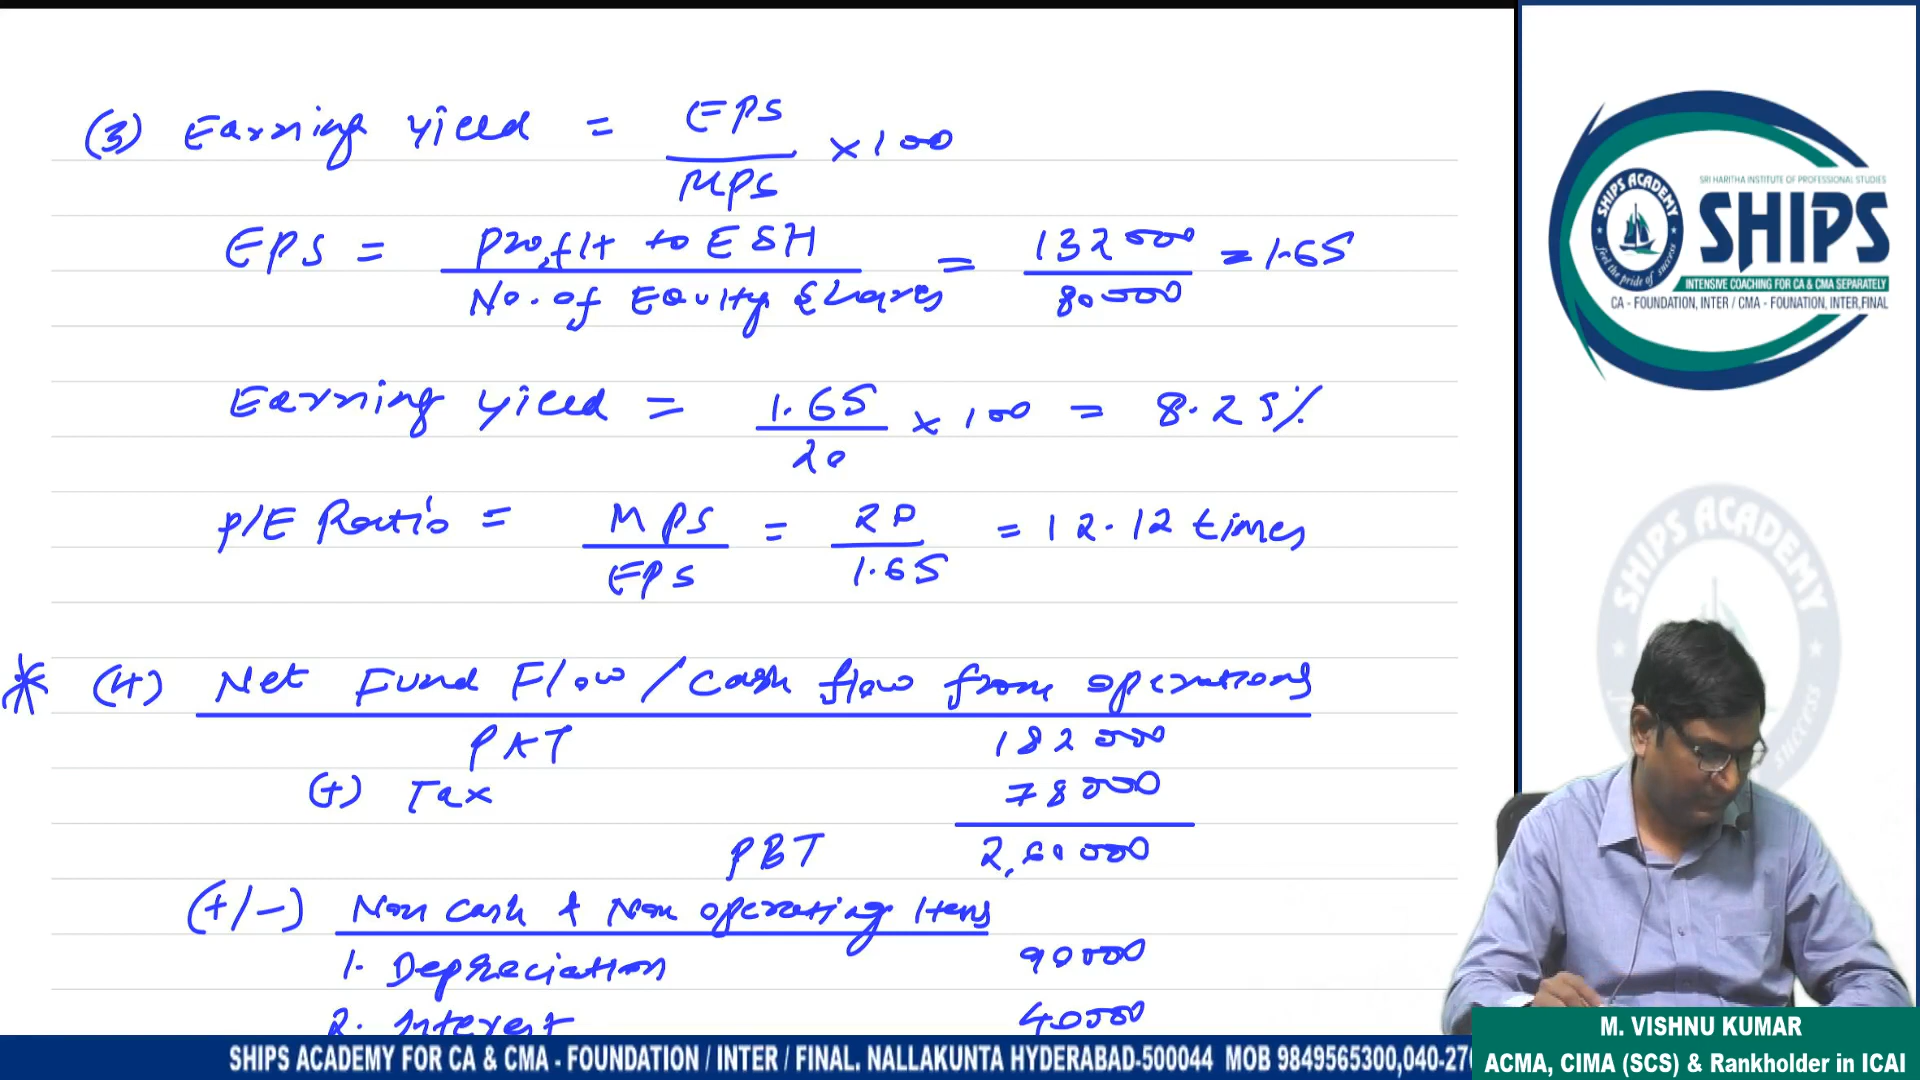 (3) Earning yield = EPS / MPS × 100
EPS = Profit to ESH / No. of Equity Shares = 132000 / 80000 = 1.65
Earning yield = 1.65 / 20 × 100 = 8.25%
P/E Ratio = MPS / EPS = 20 / 1.65 = 12.12 times
* (4) Net Fund Flow / Cash flow from operations
PAT 182000
(+) Tax 78000
PBT 2,60000
(+/-) Non cash & Non operating Items
1. Depreciation 90000
2. Interest 40000
SRI HARITHA INSTITUTE OF PROFESSIONAL STUDIES
SHIPS ACADEMY
feel the pride of success
SHIPS
INTENSIVE COACHING FOR CA & CMA SEPARATELY
CA - FOUNDATION, INTER / CMA - FOUNATION, INTER,FINAL
SHIPS ACADEMY
success
M. VISHNU KUMAR
ACMA, CIMA (SCS) & Rankholder in ICAI
SHIPS ACADEMY FOR CA & CMA - FOUNDATION / INTER / FINAL. NALLAKUNTA HYDERABAD-500044 MOB 9849565300,040-27